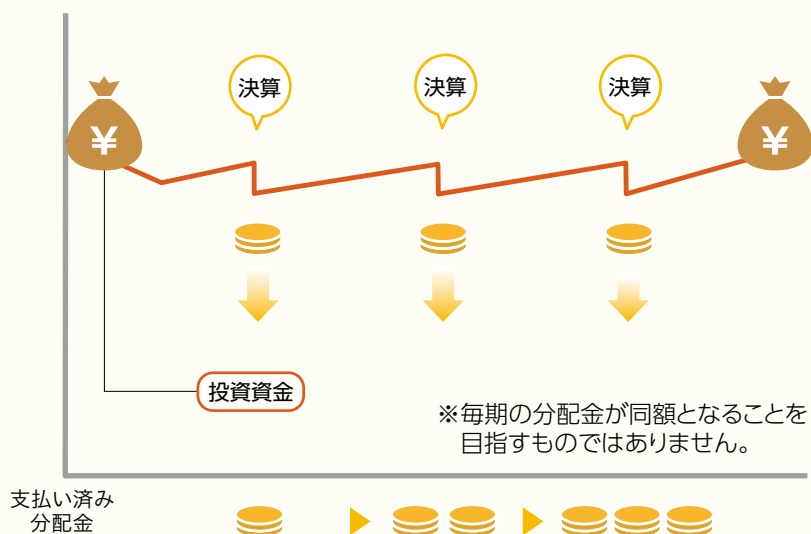 決算
決算
決算
¥
¥
投資資金
※毎期の分配金が同額となることを
目指すものではありません。
支払い済み
分配金